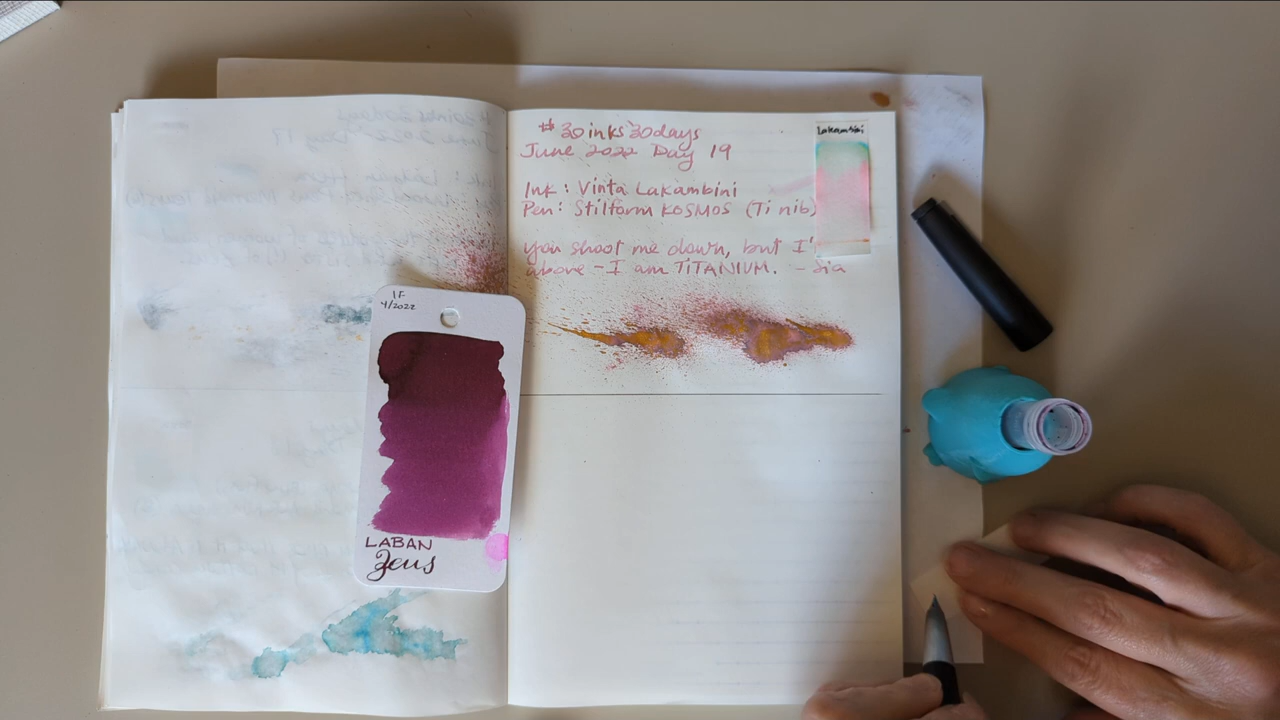 #30inks30days
June 2022 Day 19
Lakambini
Ink: Vinta Lakambini
Pen: Stilform KOSMOS (Ti nib)
You shoot me down, but I'
above - I am TITANIUM. - Sia
4/2022
LABAN
Zeus